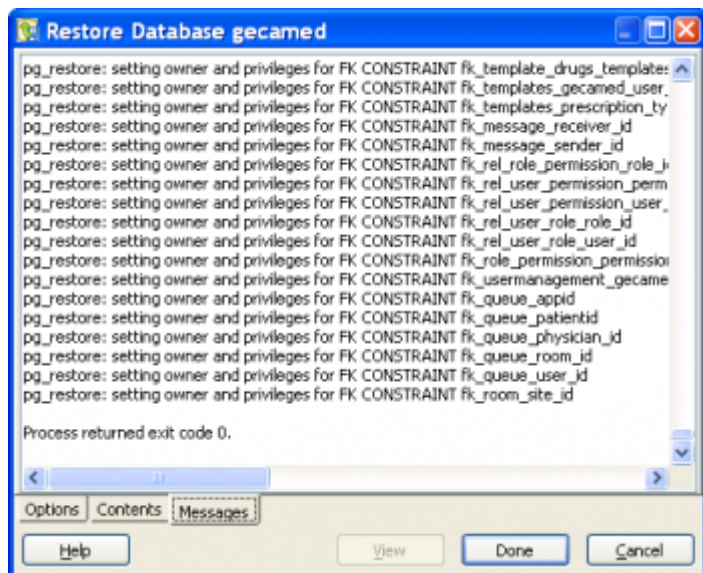 Restore Database gecamed
pg_restore: setting owner and privileges for FK CONSTRAINT fk_template_drugs_templates
pg_restore: setting owner and privileges for FK CONSTRAINT fk_templates_gecamed_user_
pg_restore: setting owner and privileges for FK CONSTRAINT fk_templates_prescription_ty
pg_restore: setting owner and privileges for FK CONSTRAINT fk_message_receiver_id
pg_restore: setting owner and privileges for FK CONSTRAINT fk_message_sender_id
pg_restore: setting owner and privileges for FK CONSTRAINT fk_rel_role_permission_role_i
pg_restore: setting owner and privileges for FK CONSTRAINT fk_rel_user_permission_perm
pg_restore: setting owner and privileges for FK CONSTRAINT fk_rel_user_permission_user_
pg_restore: setting owner and privileges for FK CONSTRAINT fk_rel_user_role_role_id
pg_restore: setting owner and privileges for FK CONSTRAINT fk_rel_user_role_user_id
pg_restore: setting owner and privileges for FK CONSTRAINT fk_role_permission_permission
pg_restore: setting owner and privileges for FK CONSTRAINT fk_usermanagement_gecame
pg_restore: setting owner and privileges for FK CONSTRAINT fk_queue_appid
pg_restore: setting owner and privileges for FK CONSTRAINT fk_queue_patientid
pg_restore: setting owner and privileges for FK CONSTRAINT fk_queue_physician_id
pg_restore: setting owner and privileges for FK CONSTRAINT fk_queue_room_id
pg_restore: setting owner and privileges for FK CONSTRAINT fk_queue_user_id
pg_restore: setting owner and privileges for FK CONSTRAINT fk_room_site_id
Process returned exit code 0.
Options Contents Messages
Help View Done Cancel